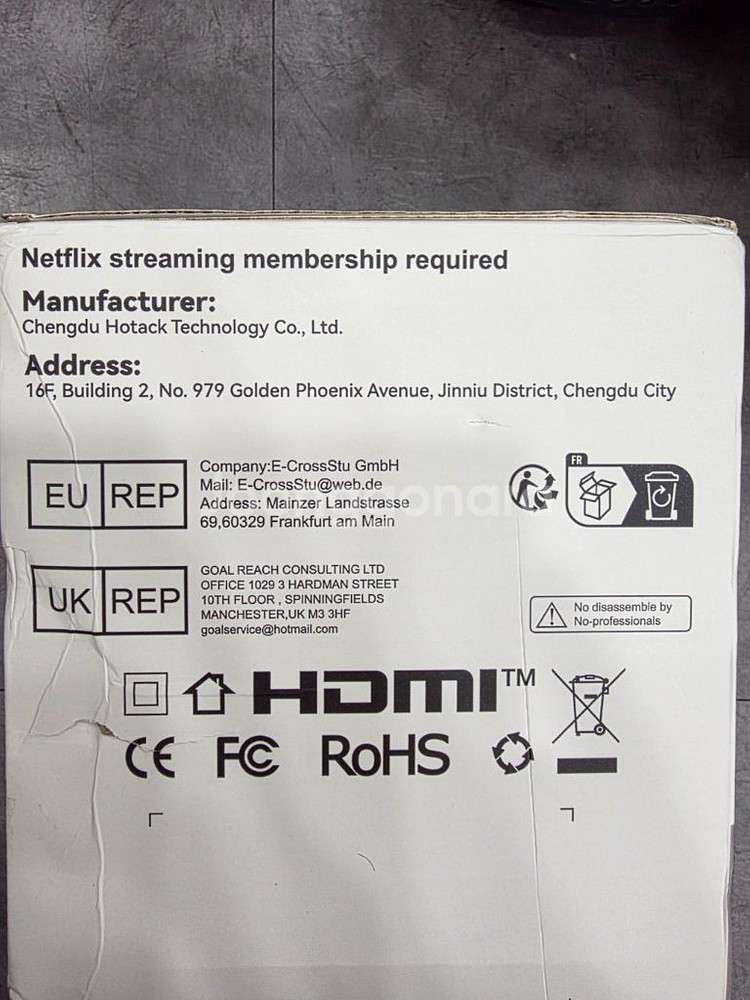 Netflix streaming membership required
Manufacturer:
Chengdu Hotack Technology Co., Ltd.
Address:
16F, Building 2, No. 979 Golden Phoenix Avenue, Jinniu District, Chengdu City
EU REP
Company:E-CrossStu GmbH
Mail: E-CrossStu@web.de
Address: Mainzer Landstrasse
69,60329 Frankfurt am Main
FR
UK REP
GOAL REACH CONSULTING LTD
OFFICE 1029 3 HARDMAN STREET
10TH FLOOR , SPINNINGFIELDS
MANCHESTER,UK M3 3HF
goalservice@hotmail.com
No disassemble by
No-professionals
HDMI™
CE FC RoHS